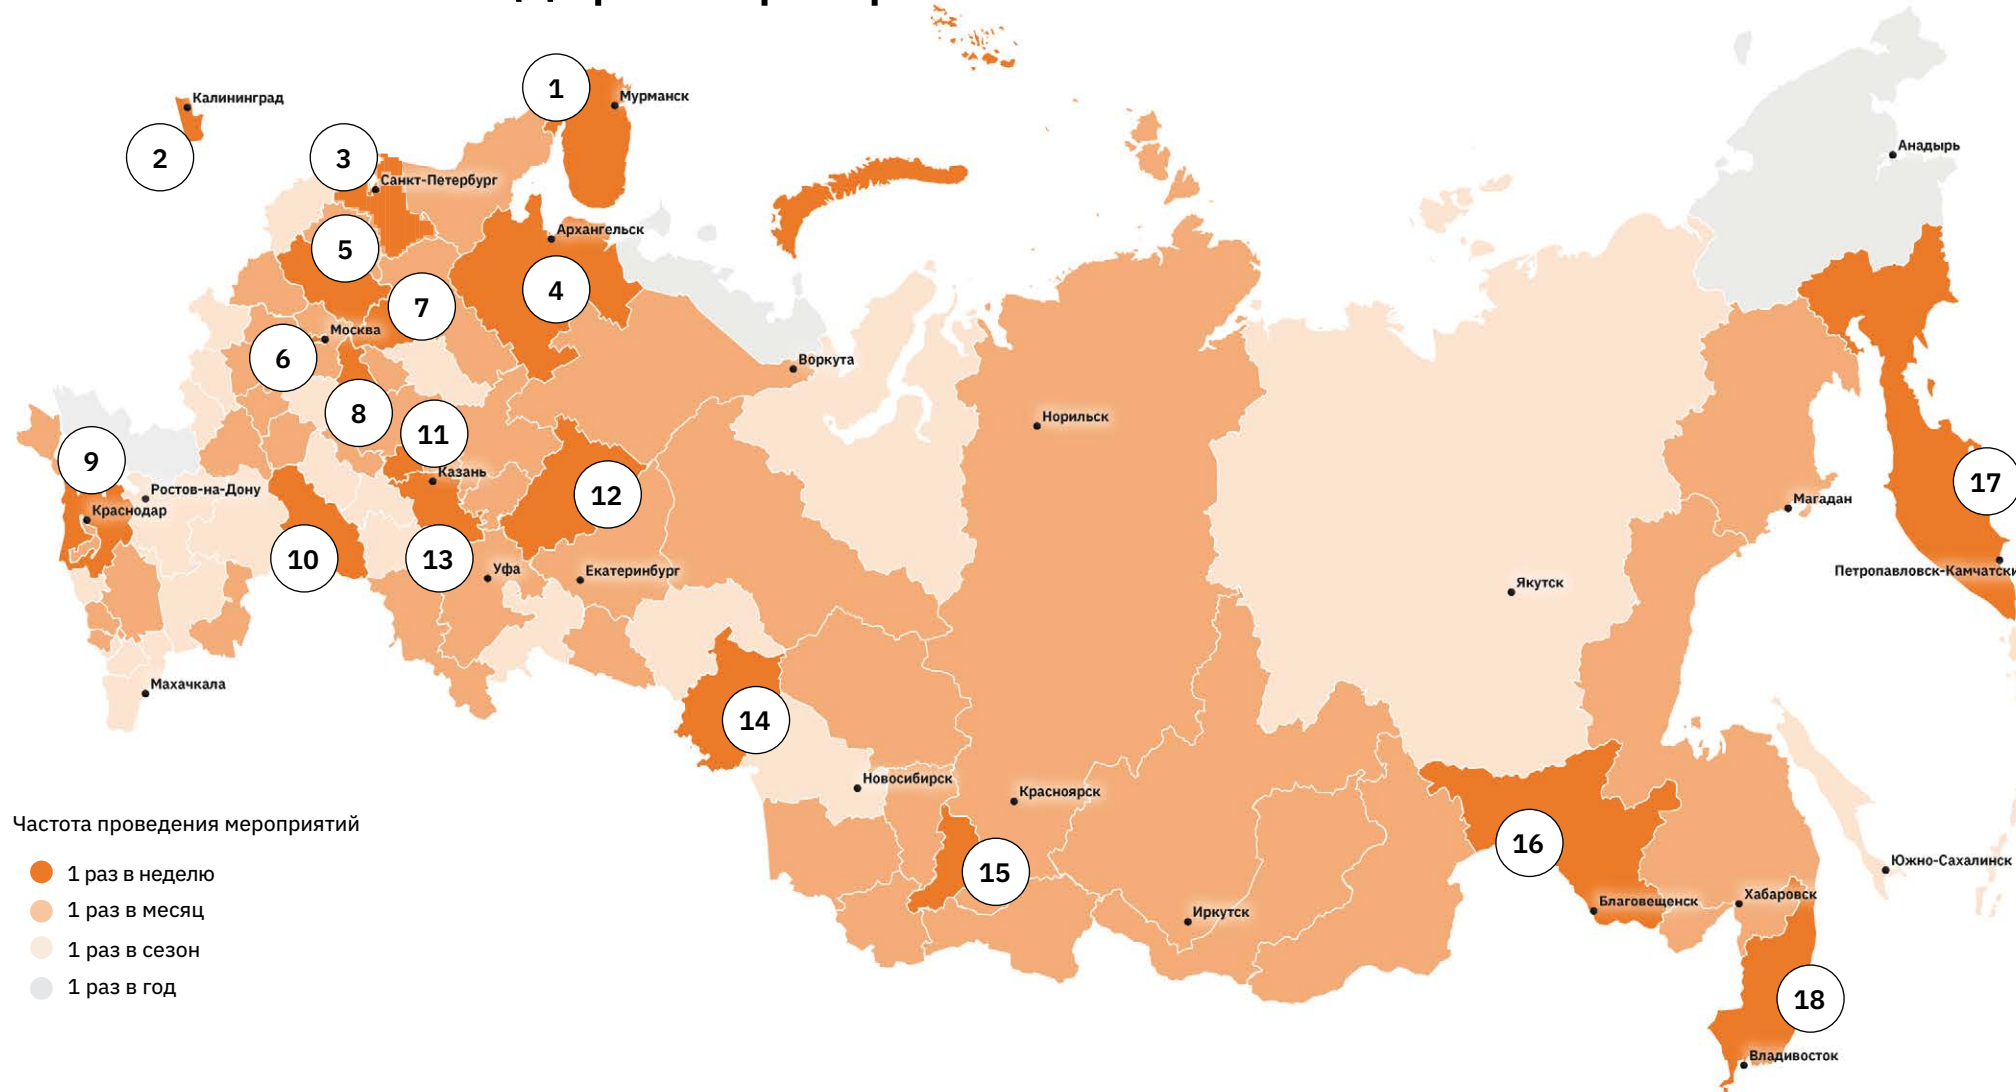 1
Мурманск
Калининград
2
3
Санкт-Петербург
Анадырь
Архангельск
5
4
7
Москва
6
Воркута
8
Норильск
11
9
Казань
12
17
Ростов-на-Дону
Краснодар
Магадан
10
13
Уфа
Екатеринбург
Якутск
Петропавловск-Камчатски
Махачкала
14
Новосибирск
Красноярск
Частота проведения мероприятий
1 раз в неделю
1 раз в месяц
1 раз в сезон
1 раз в год
15
16
Южно-Сахалинск
Хабаровск
Благовещенск
Иркутск
18
Владивосток